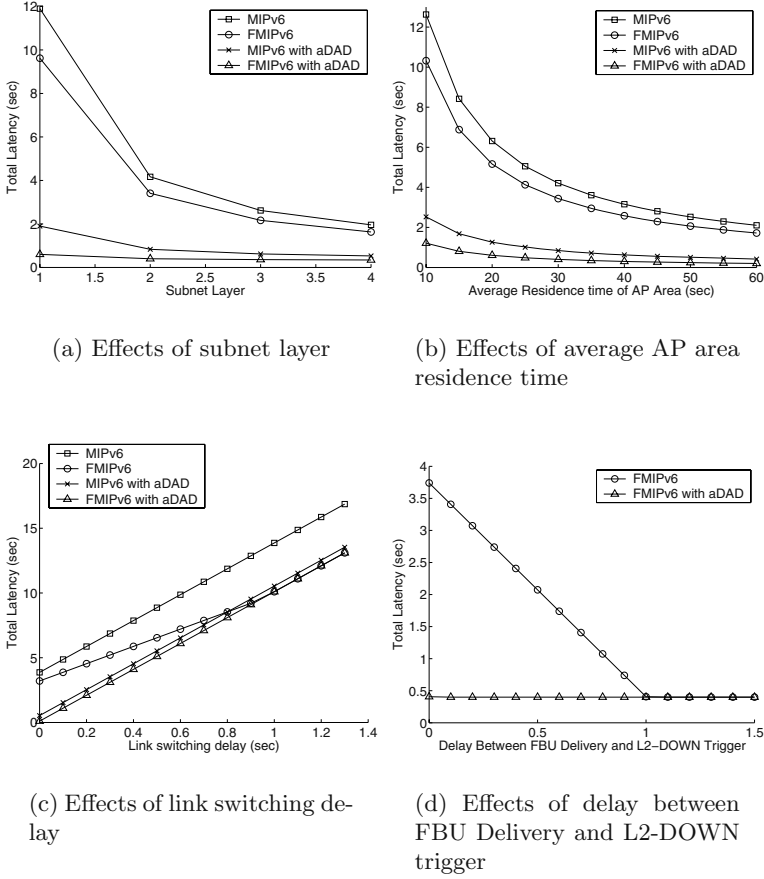 12
10
8
6
4
2
0
Total Latency (sec)
MIPv6
FMIPv6
MIPv6 with aDAD
FMIPv6 with aDAD
1 1.5 2 2.5 3 3.5 4
Subnet Layer
(a) Effects of subnet layer
12
10
8
6
4
2
0
Total Latency (sec)
MIPv6
FMIPv6
MIPv6 with aDAD
FMIPv6 with aDAD
10 20 30 40 50 60
Average Residence time of AP Area (sec)
(b) Effects of average AP area
residence time
20
15
10
5
0
Total Latency (sec)
MIPv6
FMIPv6
MIPv6 with aDAD
FMIPv6 with aDAD
0 0.2 0.4 0.6 0.8 1 1.2 1.4
Link switching delay (sec)
(c) Effects of link switching de-
lay
4
3.5
3
2.5
2
1.5
1
0.5
0
Total Latency (sec)
FMIPv6
FMIPv6 with aDAD
0 0.5 1 1.5
Delay Between FBU Delivery and L2−DOWN Trigger
(d) Effects of delay between
FBU Delivery and L2-DOWN
trigger